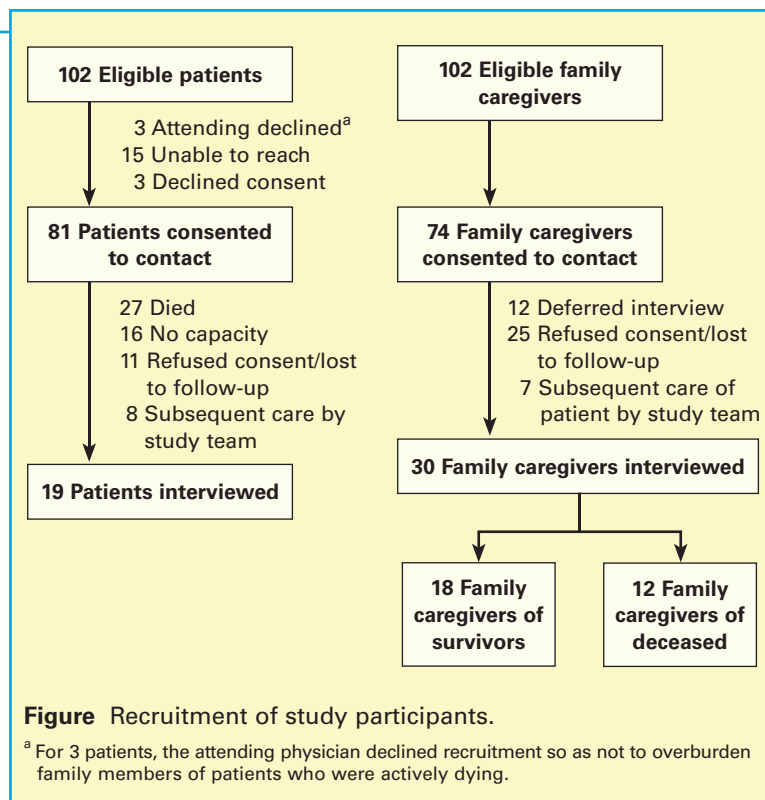 102 Eligible patients
3 Attending declinedᵃ
15 Unable to reach
3 Declined consent
81 Patients consented
to contact
27 Died
16 No capacity
11 Refused consent/lost
to follow-up
8 Subsequent care by
study team
19 Patients interviewed
102 Eligible family
caregivers
74 Family caregivers
consented to contact
12 Deferred interview
25 Refused consent/lost
to follow-up
7 Subsequent care of
patient by study team
30 Family caregivers interviewed
18 Family
caregivers of
survivors
12 Family
caregivers of
deceased
Figure Recruitment of study participants.
ᵃ For 3 patients, the attending physician declined recruitment so as not to overburden
family members of patients who were actively dying.